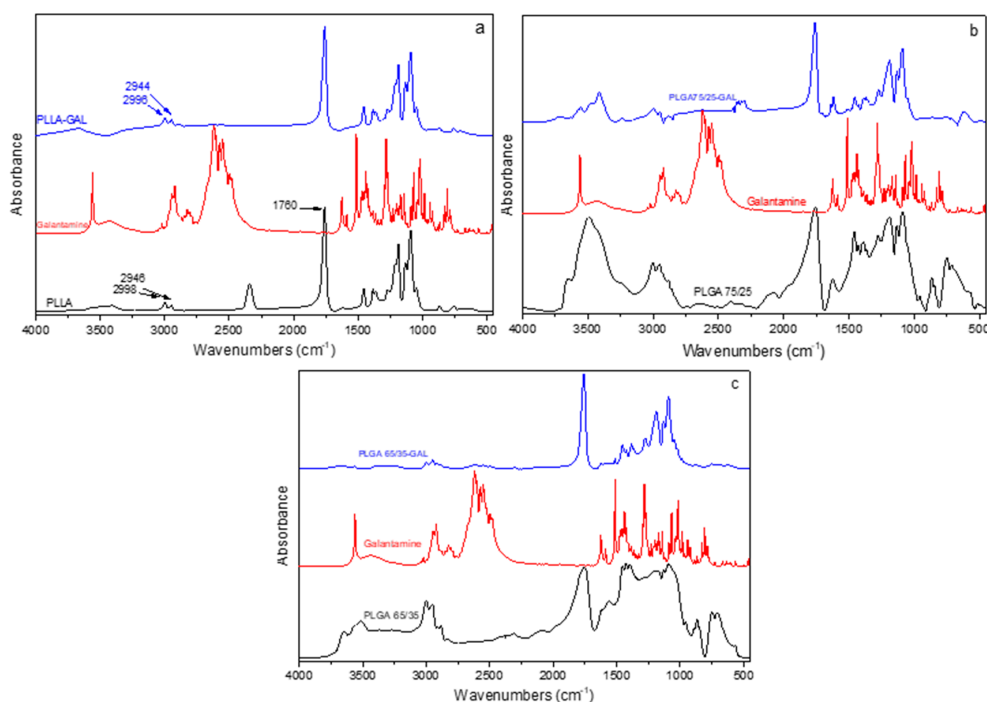 a
2944
2996
PLLA-GAL
Galantamine
1760
2946
2998
PLLA
Absorbance
4000 3500 3000 2500 2000 1500 1000 500
Wavenumbers (cm-1)
b
PLGA75/25-GAL
Galantamine
PLGA 75/25
Absorbance
4000 3500 3000 2500 2000 1500 1000 500
Wavenumbers (cm-1)
c
PLGA 65/35-GAL
Galantamine
PLGA 65/35
Absorbance
4000 3500 3000 2500 2000 1500 1000 500
Wavenumbers (cm-1)